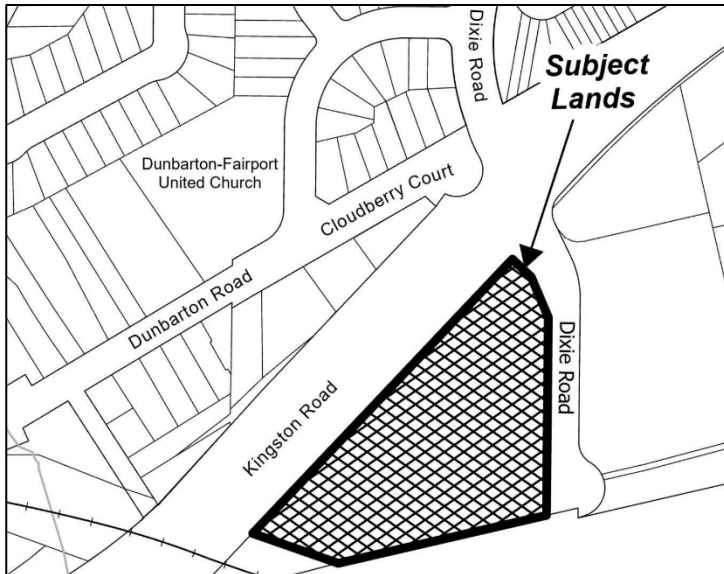 Dixie Road
Subject
Lands
Dunbarton-Fairport
United Church
Cloudberry Court
Dunbarton Road
Kingston Road
Dixie Road